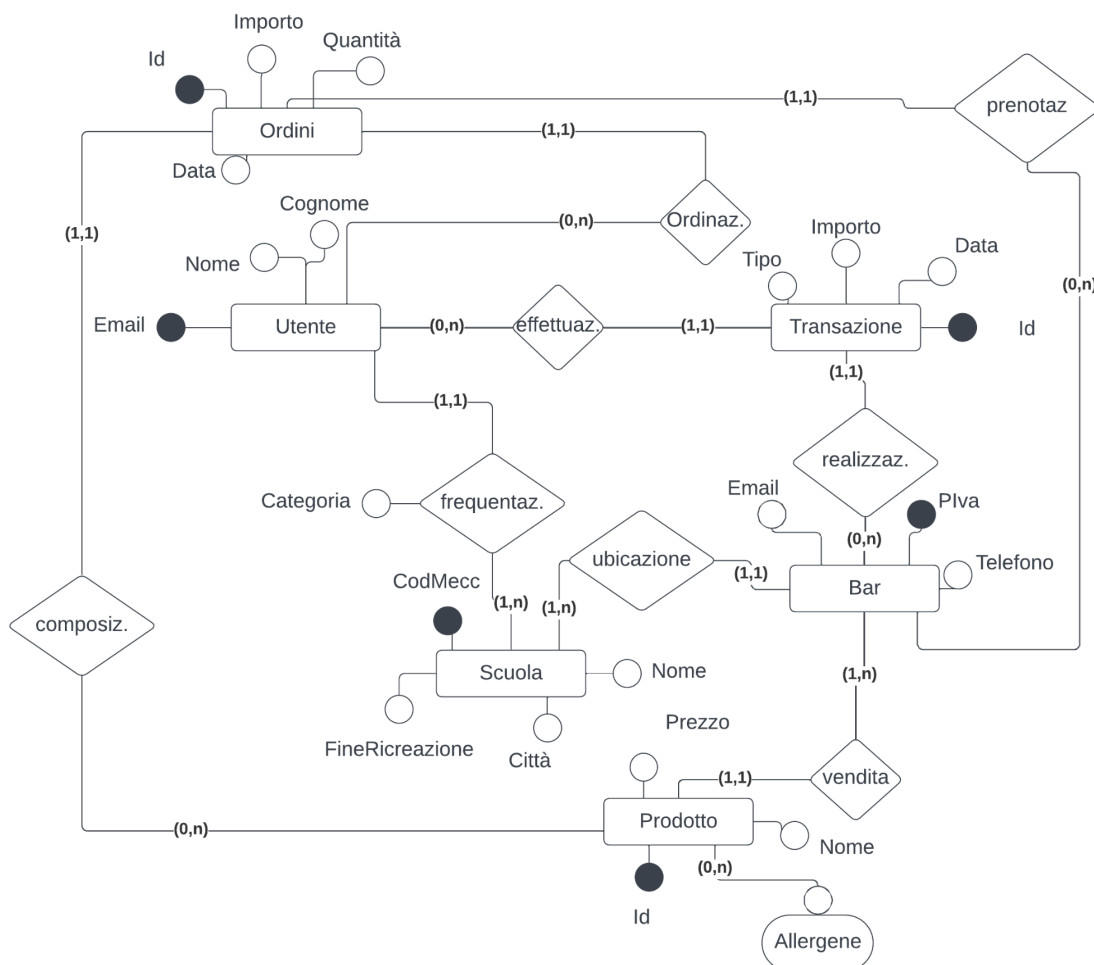 Importo
Quantità
Id
(1,1)
prenotaz
Ordini
(1,1)
Data
Cognome
(1,1)
(0,n)
Ordinaz.
Importo
Nome
Tipo
Data
(0,n)
Email
Utente
(0,n)
effettuaz.
(1,1)
Transazione
Id
(1,1)
(1,1)
realizzaz.
Categoria
frequentaz.
Email
PIva
(0,n)
ubicazione
Telefono
CodMecc
(1,1)
Bar
(1,n)
(1,n)
composiz.
Scuola
Nome
(1,n)
Prezzo
FineRicreazione
Città
(1,1)
vendita
Prodotto
(0,n)
Nome
(0,n)
Id
Allergene